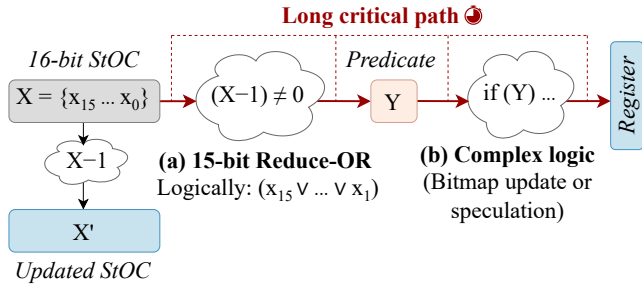 Long critical path
16-bit StOC
Predicate
X = {x₁₅ ... x₀}
(X−1) ≠ 0
Y
if (Y) ...
Register
X−1
(a) 15-bit Reduce-OR
Logically: (x₁₅ ∨ ... ∨ x₁)
(b) Complex logic
(Bitmap update or
speculation)
X'
Updated StOC